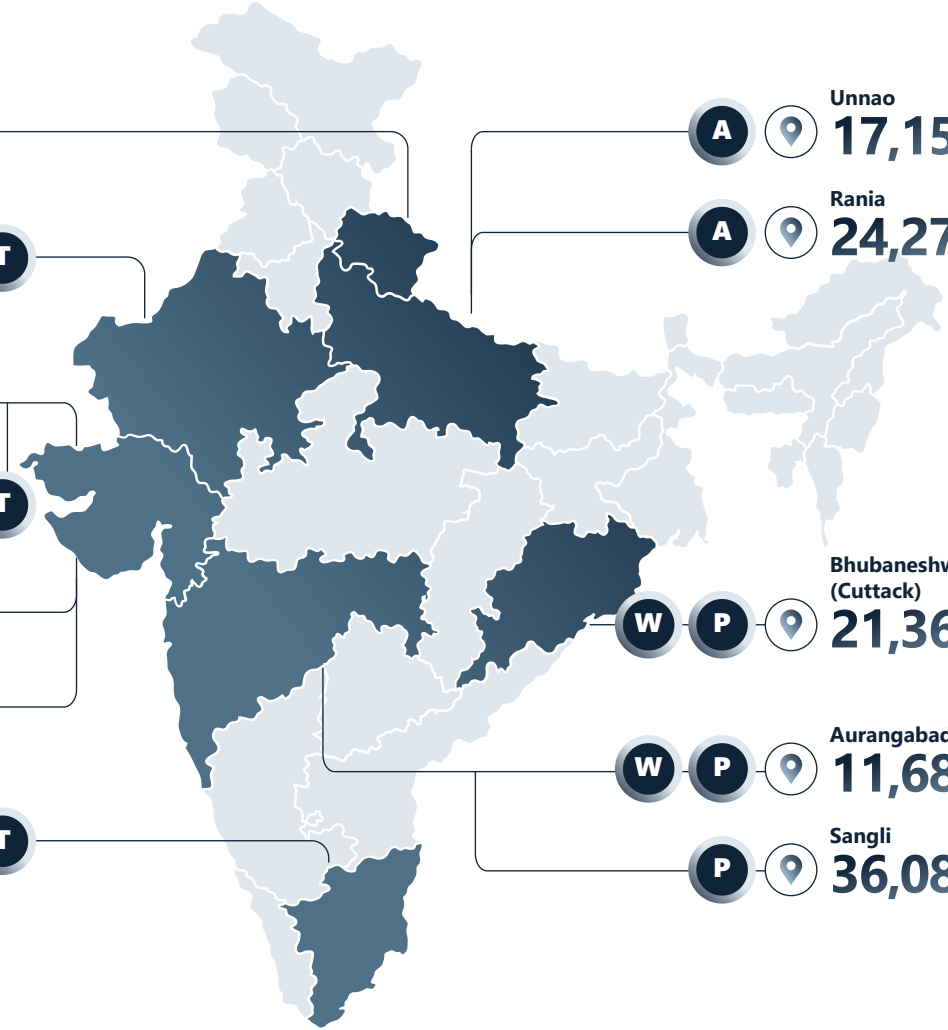 Unnao
A
17,15
Rania
A
24,27
T
T
Bhubaneshw
(Cuttack)
W P
21,36
Aurangabad
W P
11,68
Sangli
T
P
36,08